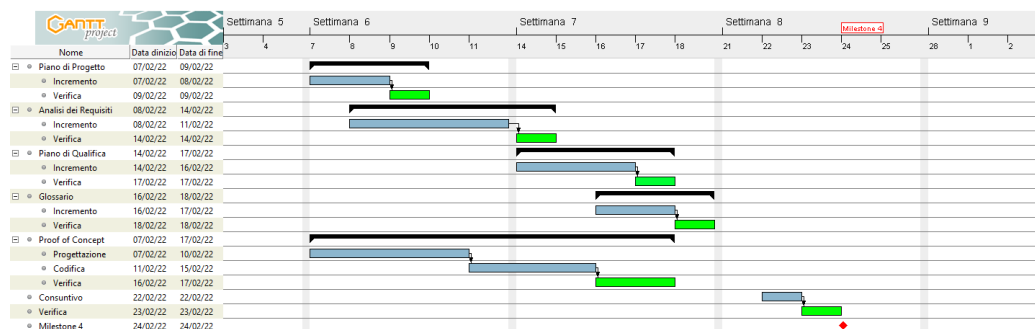 GANTT project
Settimana 5 Settimana 6 Settimana 7 Settimana 8 Settimana 9
Milestone 4
Nome Data dinizio Data di fine 3 4 7 8 9 10 11 14 15 16 17 18 21 22 23 24 25 28 1 2
Piano di Progetto 07/02/22 09/02/22
Incremento 07/02/22 08/02/22
Verifica 09/02/22 09/02/22
Analisi dei Requisiti 08/02/22 14/02/22
Incremento 08/02/22 11/02/22
Verifica 14/02/22 14/02/22
Piano di Qualifica 14/02/22 17/02/22
Incremento 14/02/22 16/02/22
Verifica 17/02/22 17/02/22
Glossario 16/02/22 18/02/22
Incremento 16/02/22 17/02/22
Verifica 18/02/22 18/02/22
Proof of Concept 07/02/22 17/02/22
Progettazione 07/02/22 10/02/22
Codifica 11/02/22 15/02/22
Verifica 16/02/22 17/02/22
Consuntivo 22/02/22 22/02/22
Verifica 23/02/22 23/02/22
Milestone 4 24/02/22 24/02/22